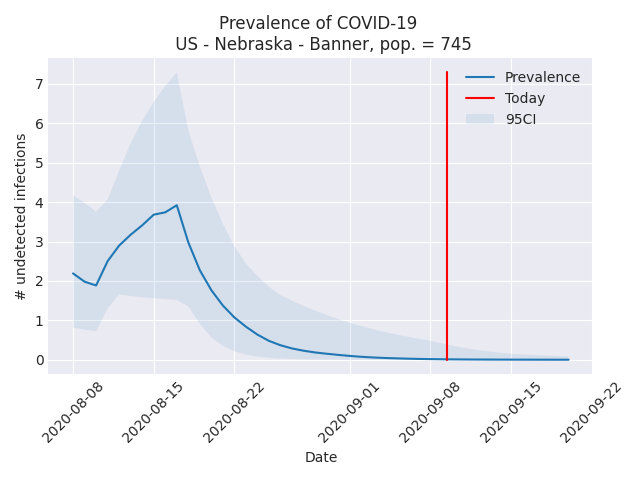 Prevalence of COVID-19
US - Nebraska - Banner, pop. = 745
# undetected infections
7
6
5
4
3
2
1
0
Prevalence
Today
95CI
2020-08-08
2020-08-15
2020-08-22
2020-09-01
2020-09-08
2020-09-15
2020-09-22
Date